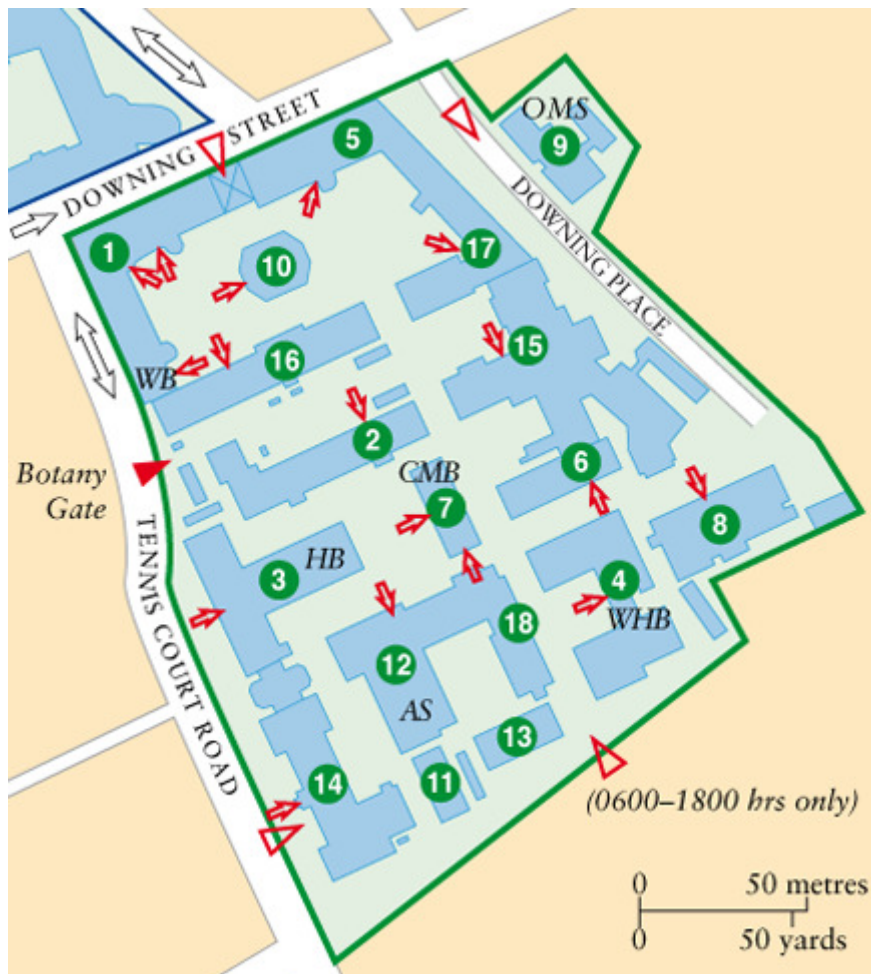 DOWNING STREET
OMS
9
5
1
17
10
DOWNING PLACE
15
WB
16
2
Botany
Gate
CMB
6
7
8
TENNIS COURT ROAD
3
HB
4
WHB
18
12
AS
13
14
11
(0600–1800 hrs only)
0
50 metres
0
50 yards